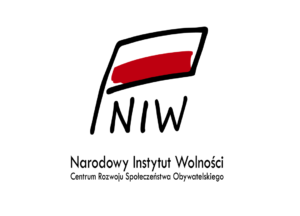 NIW
Narodowy Instytut Wolności
Centrum Rozwoju Społeczeństwa Obywatelskiego